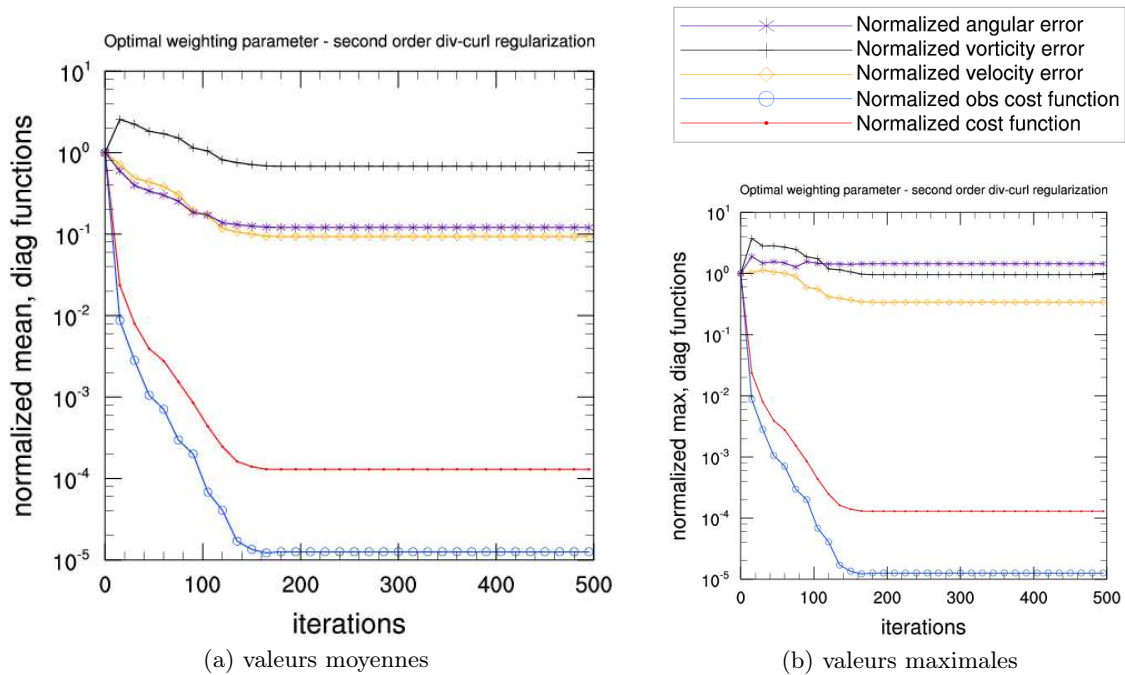 Optimal weighting parameter - second order div-curl regularization
normalized mean, diag functions
10^1
10^0
10^-1
10^-2
10^-3
10^-4
10^-5
0 100 200 300 400 500
iterations
(a) valeurs moyennes
Normalized angular error
Normalized vorticity error
Normalized velocity error
Normalized obs cost function
Normalized cost function
Optimal weighting parameter - second order div-curl regularization
normalized max, diag functions
10^1
10^0
10^-1
10^-2
10^-3
10^-4
10^-5
0 100 200 300 400 500
iterations
(b) valeurs maximales